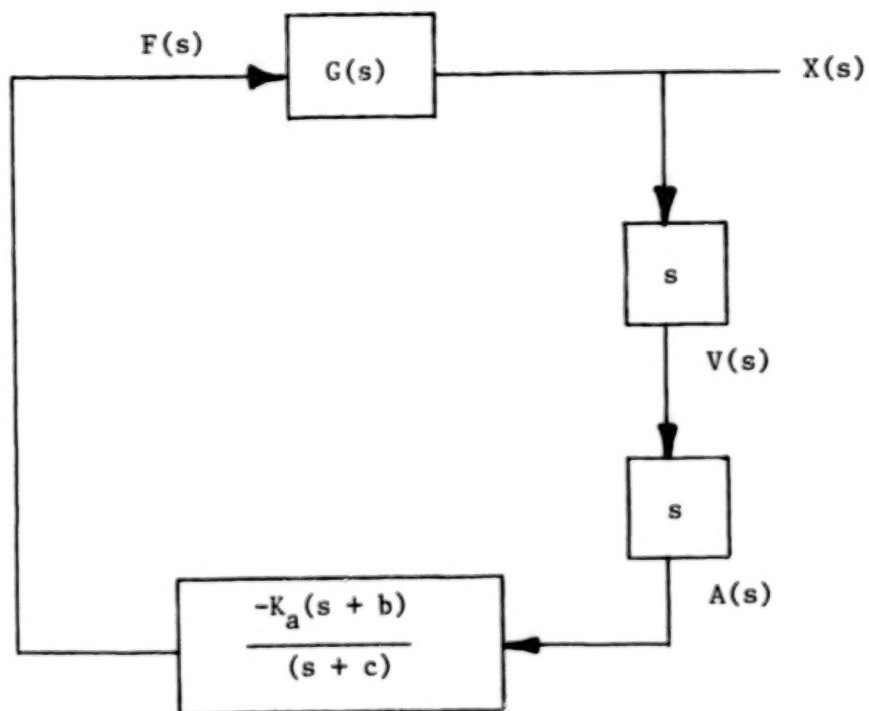 F(s)
G(s)
X(s)
s
V(s)
s
A(s)
-K_a(s + b)
(s + c)